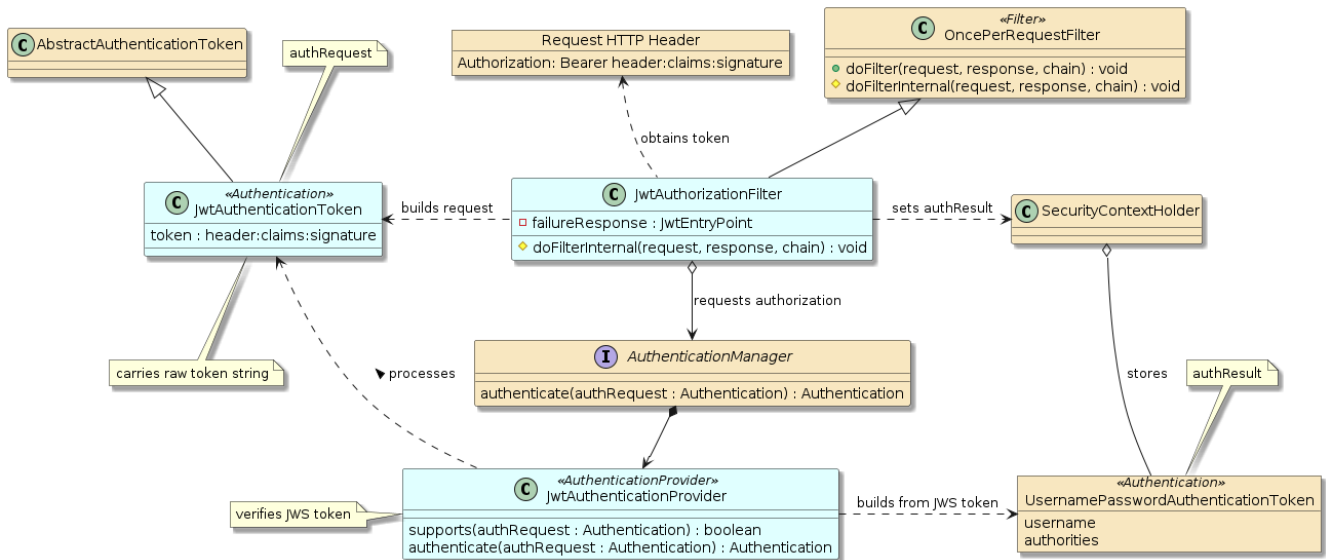 «Filter»
C OncePerRequestFilter
doFilter(request, response, chain) : void
doFilterInternal(request, response, chain) : void
C AbstractAuthenticationToken
authRequest
Request HTTP Header
Authorization: Bearer header:claims:signature
obtains token
«Authentication»
C JwtAuthenticationToken
token : header:claims:signature
builds request
C JwtAuthorizationFilter
failureResponse : JwtEntryPoint
doFilterInternal(request, response, chain) : void
sets authResult
C SecurityContextHolder
requests authorization
carries raw token string
processes
I AuthenticationManager
authenticate(authRequest : Authentication) : Authentication
stores
authResult
verifies JWS token
«AuthenticationProvider»
C JwtAuthenticationProvider
supports(authRequest : Authentication) : boolean
authenticate(authRequest : Authentication) : Authentication
builds from JWS token
«Authentication»
UsernamePasswordAuthenticationToken
username
authorities